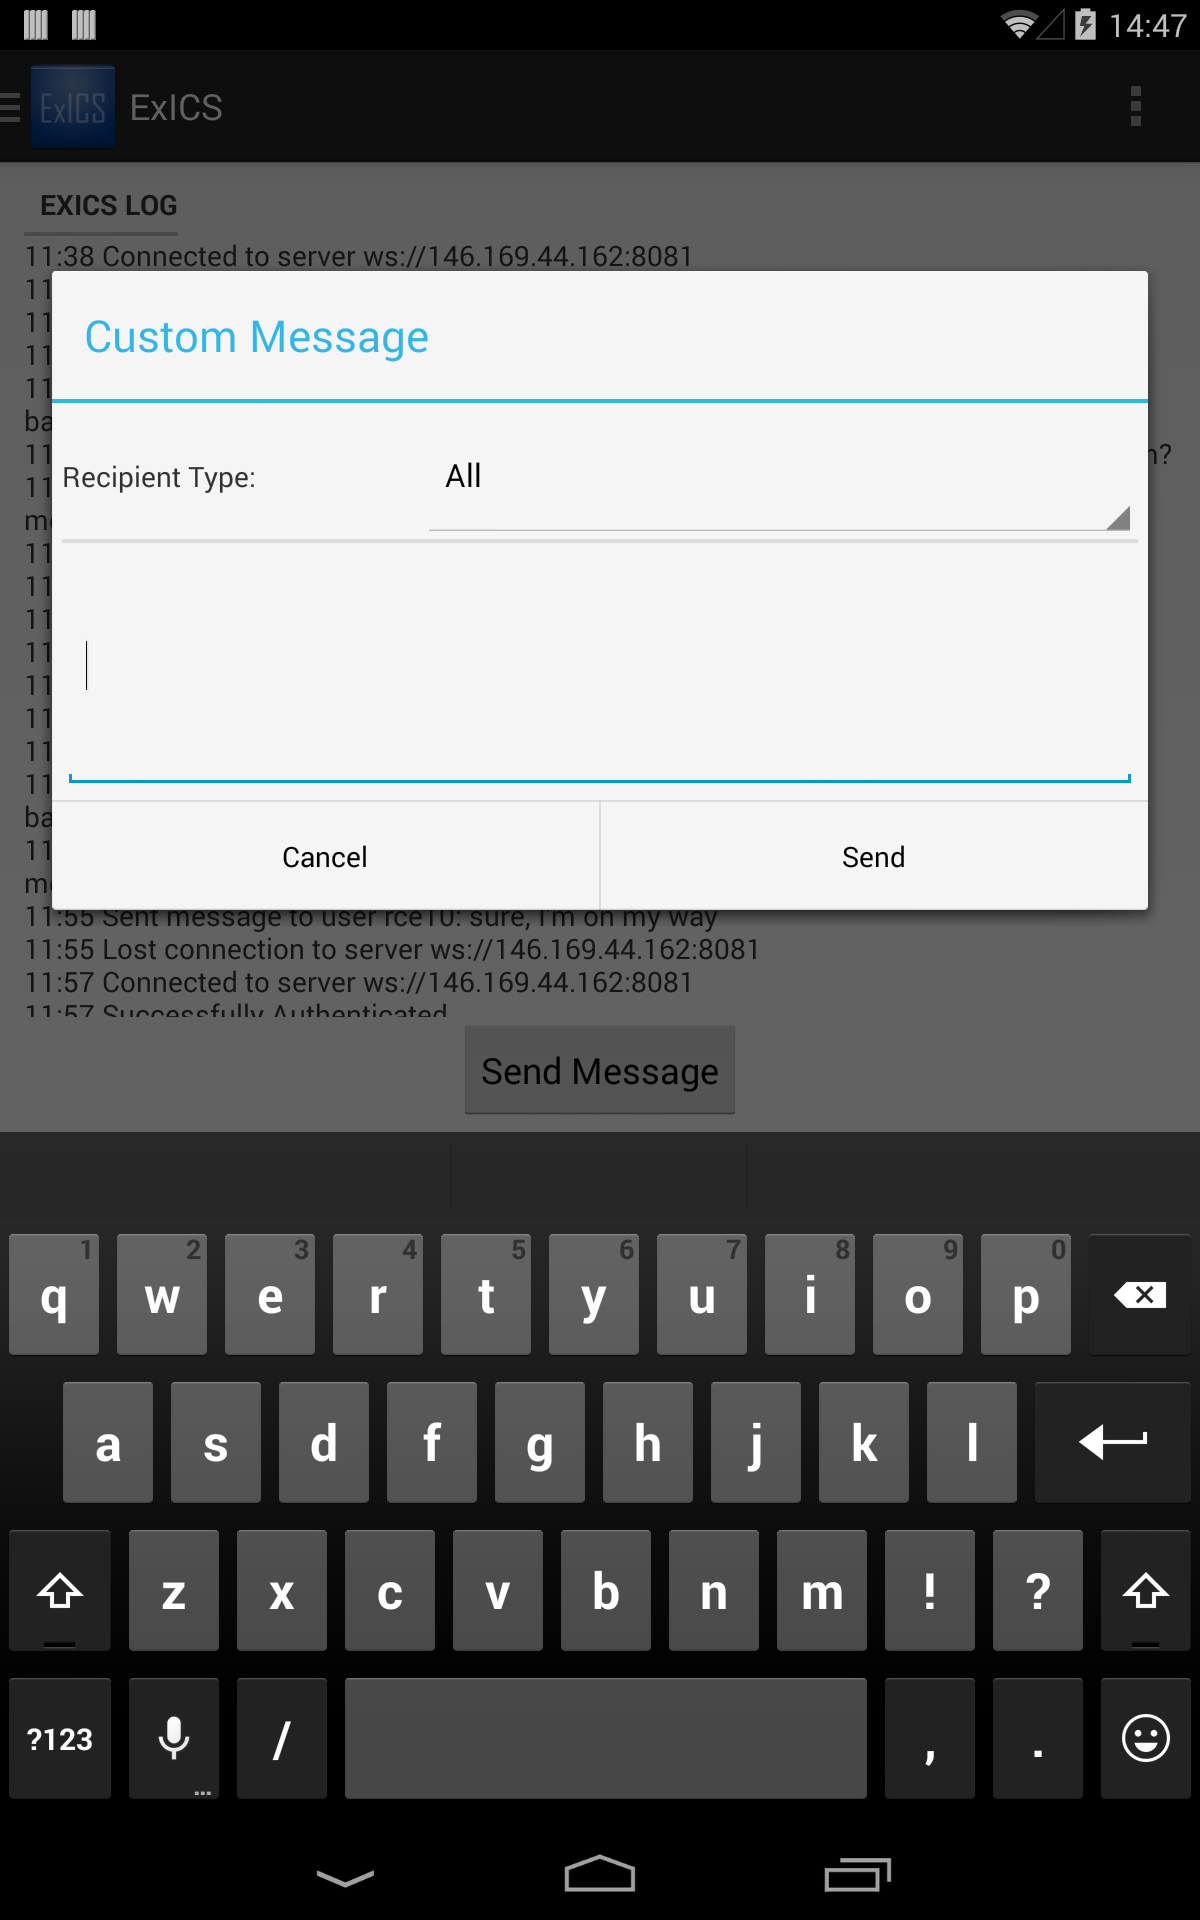 14:47
ExICS ExICS
EXICS LOG
11:38 Connected to server ws://146.169.44.162:8081
11
11
11
11
ba
11
11
11
11
11
11
11
11
11
11
ba
11
Custom Message
Recipient Type: All
Cancel Send
11:55 Sent message to user rce10: sure, I'm on my way
11:55 Lost connection to server ws://146.169.44.162:8081
11:57 Connected to server ws://146.169.44.162:8081
11:57 Successfully Authenticated
Send Message
1 2 3 4 5 6 7 8 9 0
q w e r t y u i o p
a s d f g h j k l
z x c v b n m ! ?
?123 / , .